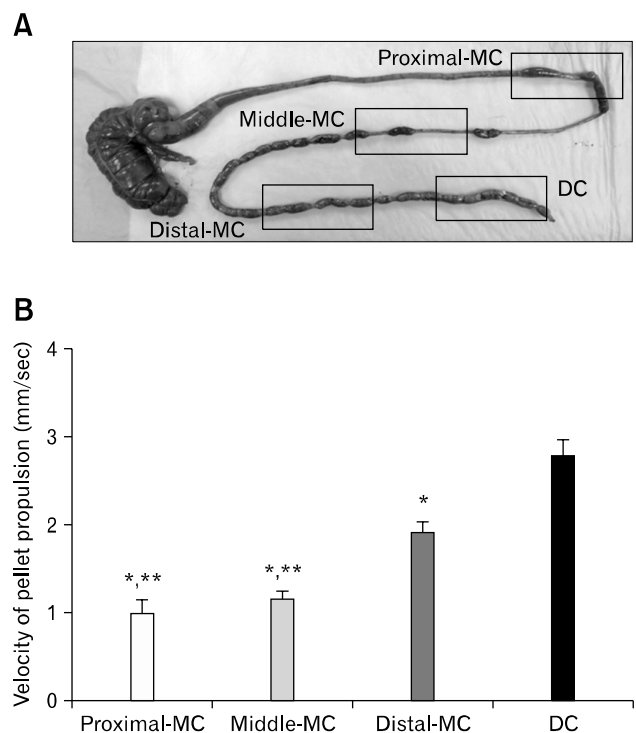 A
Proximal-MC
Middle-MC
DC
Distal-MC
B
Velocity of pellet propulsion (mm/sec)
4
3
2
1
0
*,**
*,**
*
Proximal-MC Middle-MC Distal-MC DC